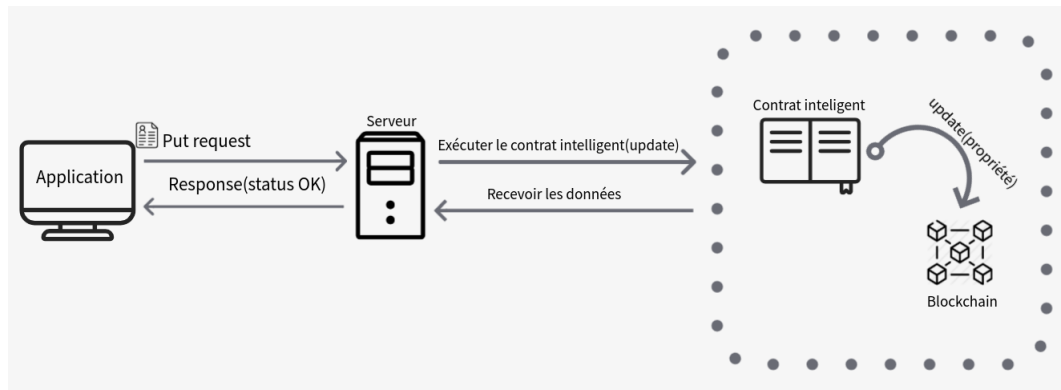 Application
Put request
Response(status OK)
Serveur
Exécuter le contrat intelligent(update)
Recevoir les données
Contrat inteligent
update(propriété)
Blockchain